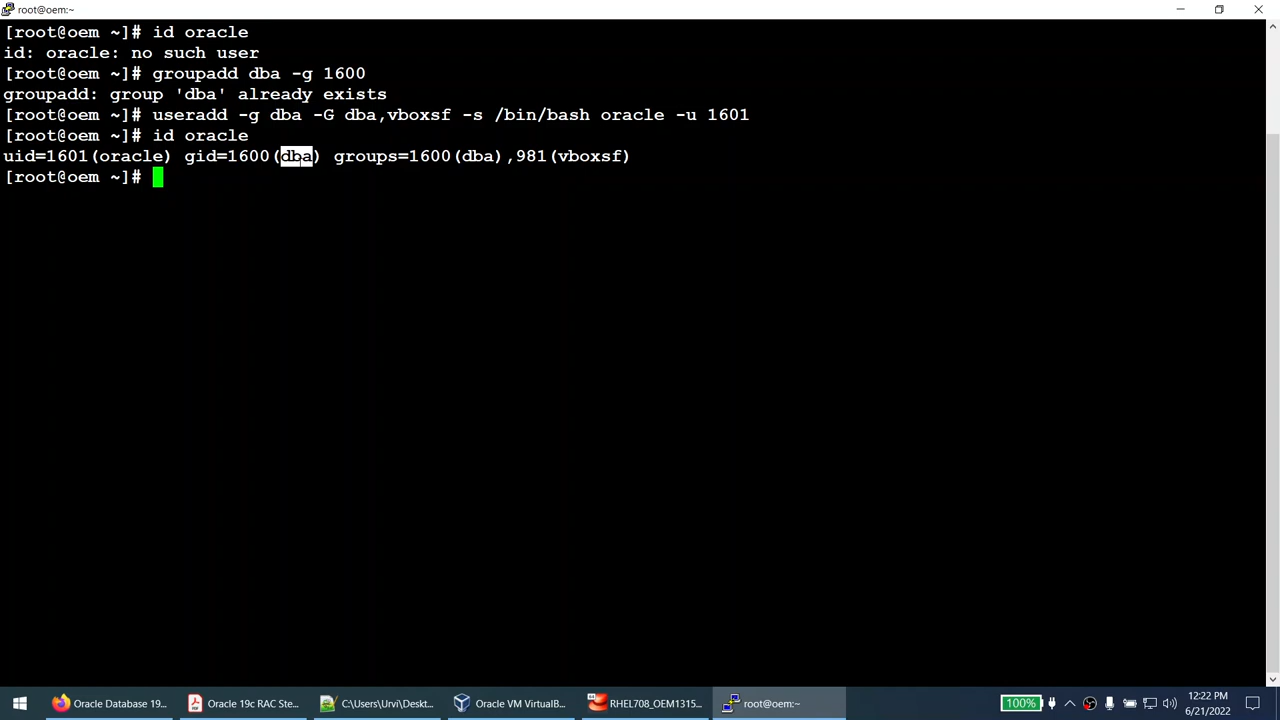 root@oem:~
[root@oem ~]# id oracle
id: oracle: no such user
[root@oem ~]# groupadd dba -g 1600
groupadd: group 'dba' already exists
[root@oem ~]# useradd -g dba -G dba,vboxsf -s /bin/bash oracle -u 1601
[root@oem ~]# id oracle
uid=1601(oracle) gid=1600(dba) groups=1600(dba),981(vboxsf)
[root@oem ~]#
Oracle Database 19... Oracle 19c RAC Ste... C:\Users\Urvi\Deskt... Oracle VM VirtualB... RHEL708_OEM1315... root@oem:~ 100% 12:22 PM
6/21/2022